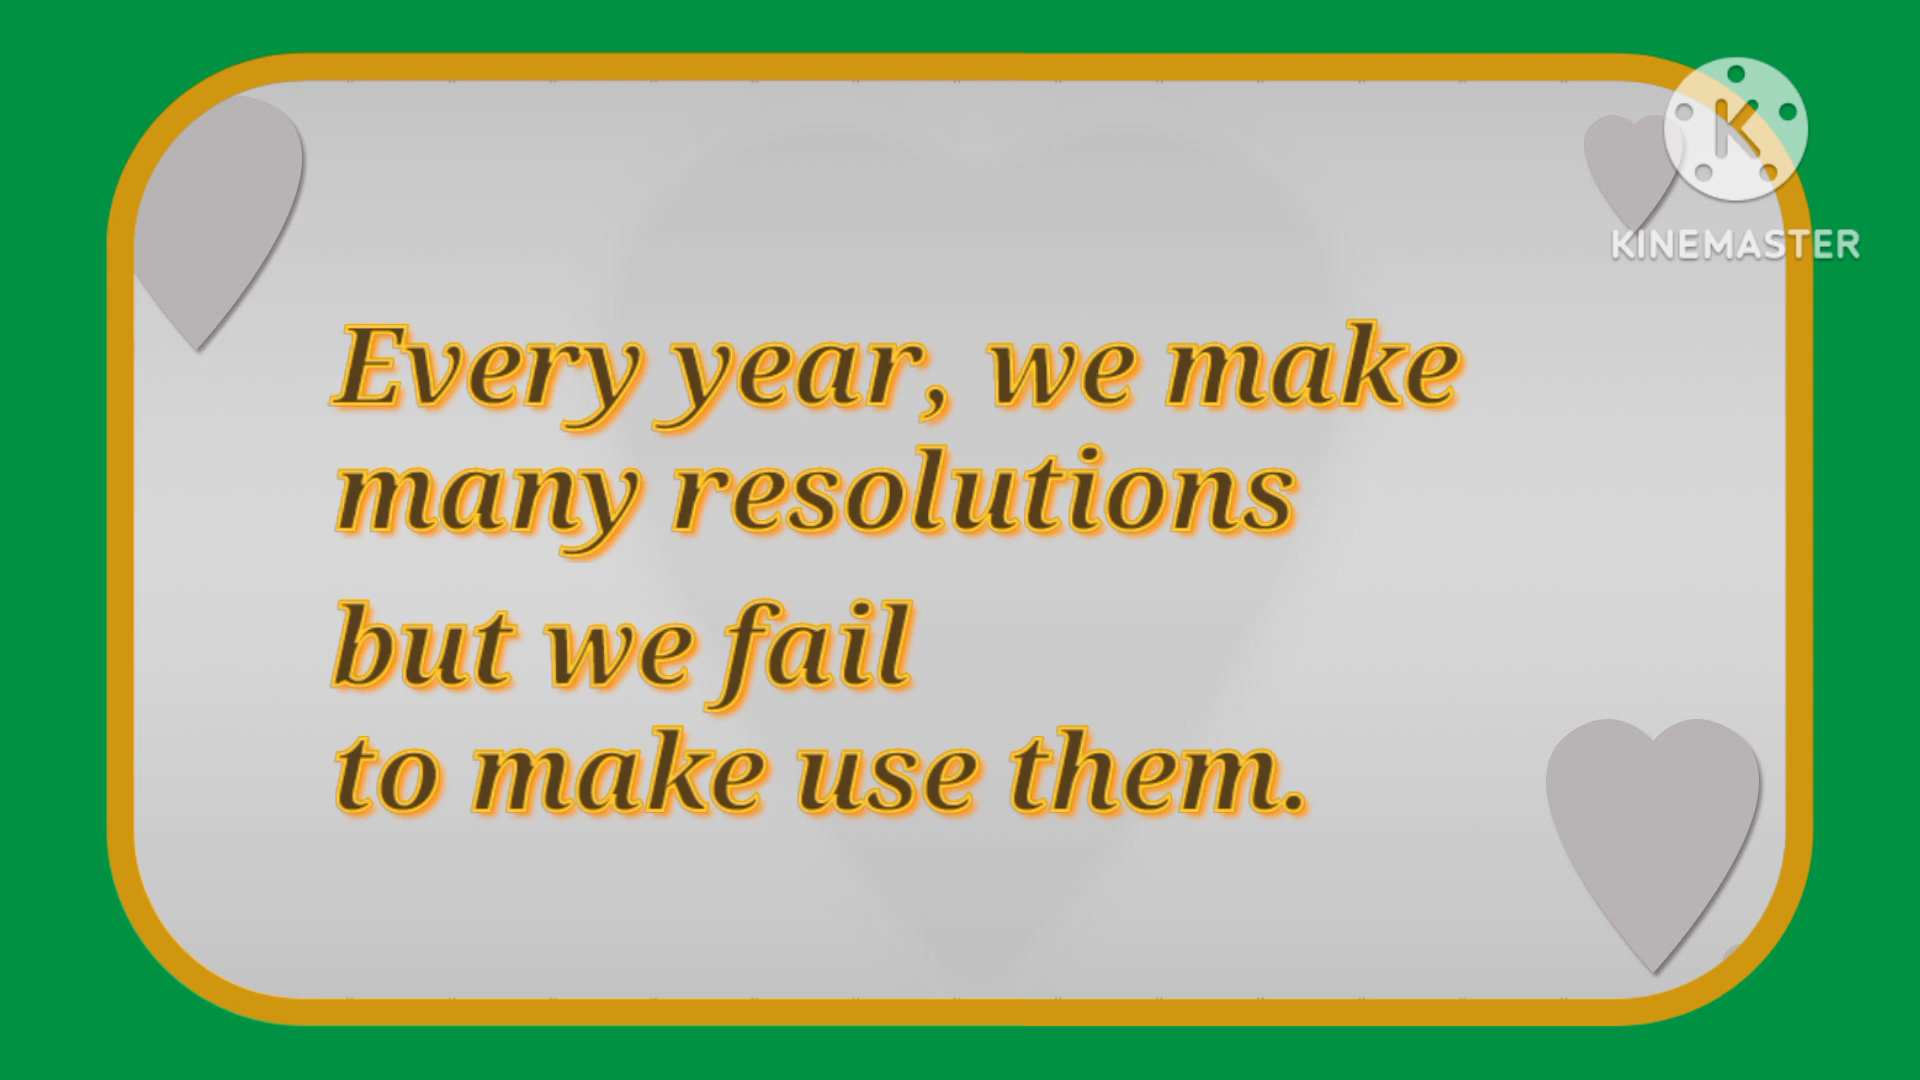 Every year, we make
many resolutions
but we fail
to make use them.
KINEMASTER